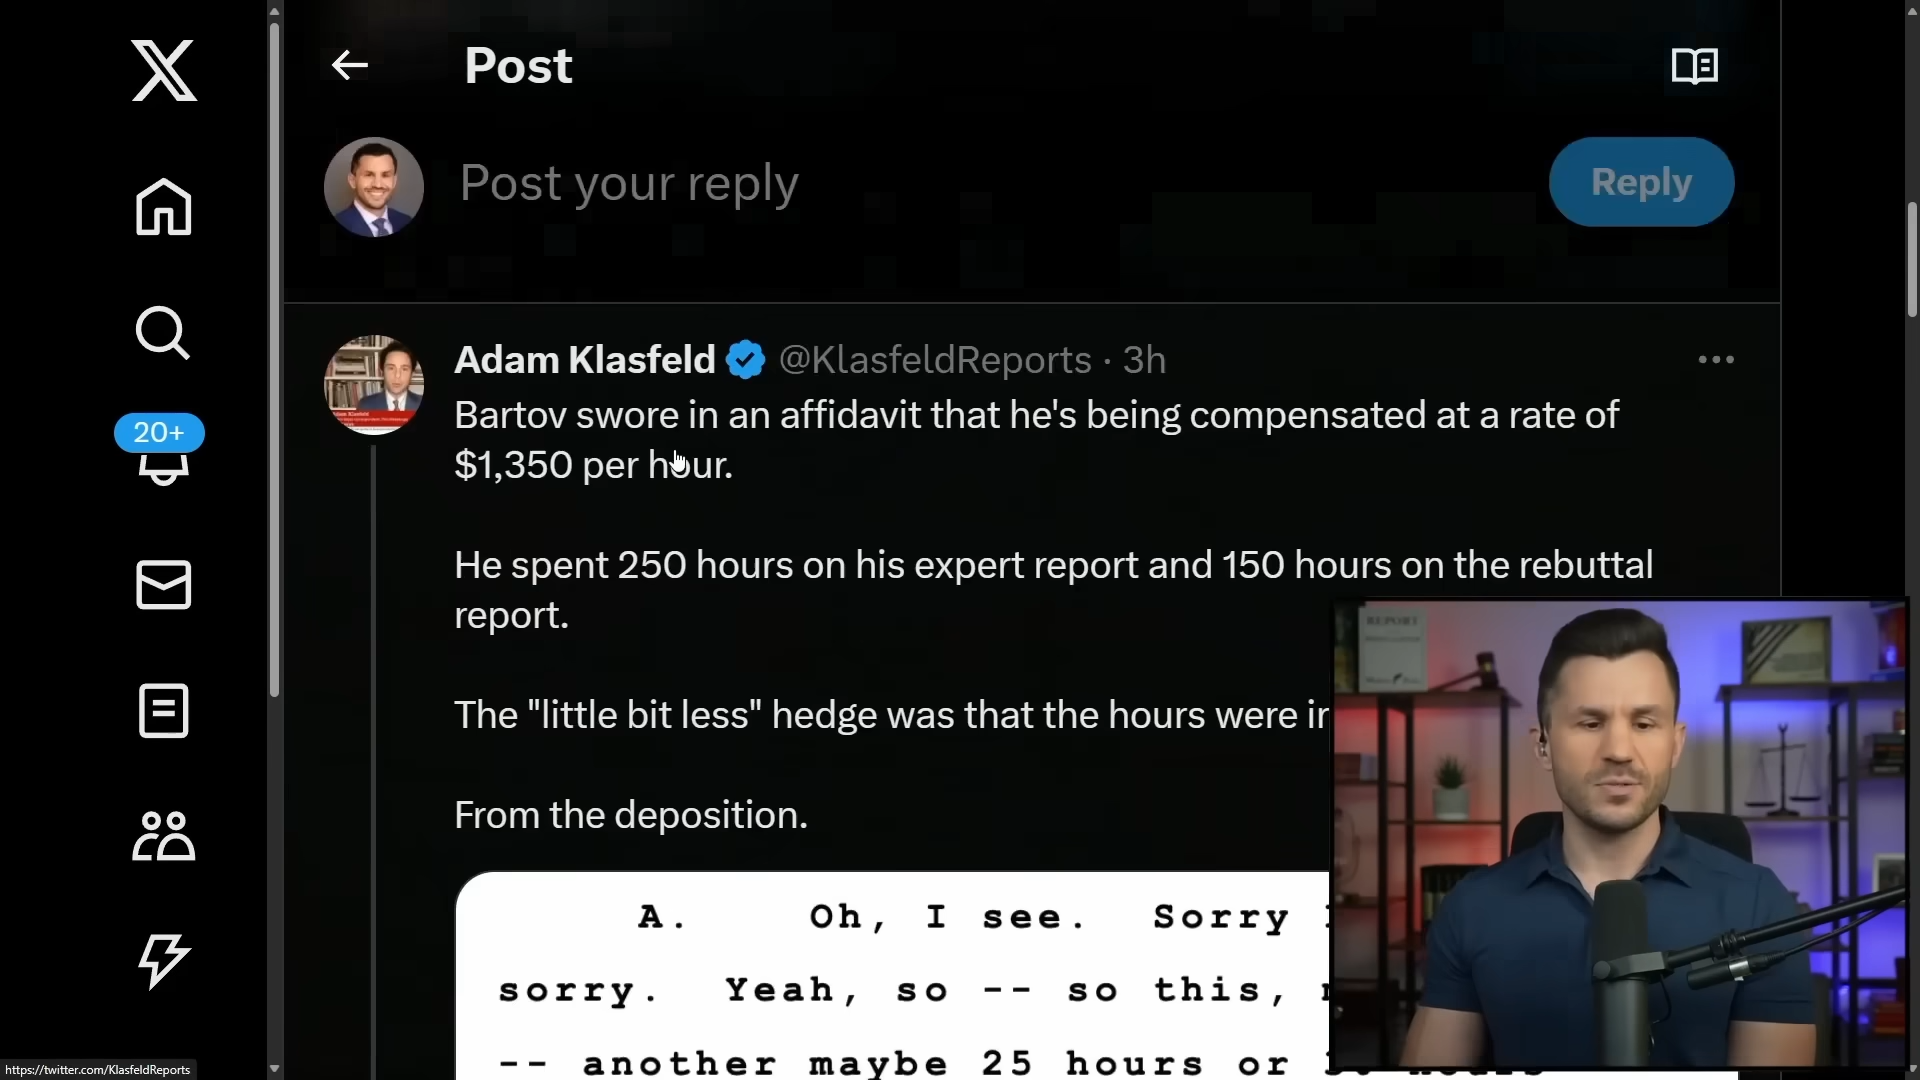 Post
Post your reply
Reply
Adam Klasfeld @KlasfeldReports · 3h
Bartov swore in an affidavit that he's being compensated at a rate of
$1,350 per hour.
20+
He spent 250 hours on his expert report and 150 hours on the rebuttal
report.
REPORT
The "little bit less" hedge was that the hours were
From the deposition.
A. Oh, I see. Sorry
sorry. Yeah, so -- so this,
-- another maybe 25 hours or
https://twitter.com/KlasfeldReports